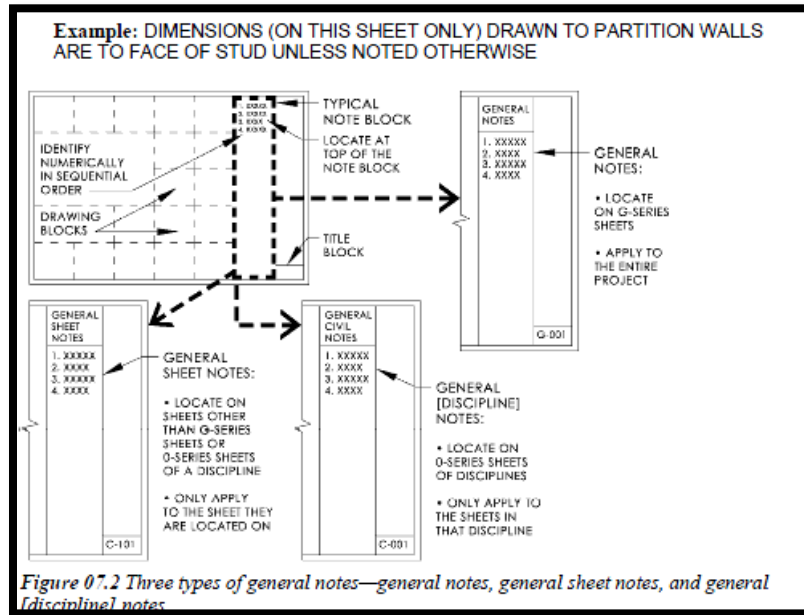 Example: DIMENSIONS (ON THIS SHEET ONLY) DRAWN TO PARTITION WALLS
ARE TO FACE OF STUD UNLESS NOTED OTHERWISE
TYPICAL
NOTE BLOCK
LOCATE AT
TOP OF THE
NOTE BLOCK
IDENTIFY
NUMERICALLY
IN SEQUENTIAL
ORDER
DRAWING
BLOCKS
TITLE
BLOCK
GENERAL
NOTES
1. XXXXX
2. XXXX
3. XXXXX
4. XXXX
G-001
GENERAL
NOTES:
• LOCATE
ON G-SERIES
SHEETS
• APPLY TO
THE ENTIRE
PROJECT
GENERAL
SHEET
NOTES
1. XXXXX
2. XXXX
3. XXXXX
4. XXXX
C-101
GENERAL
SHEET NOTES:
• LOCATE ON
SHEETS OTHER
THAN G-SERIES
SHEETS OR
0-SERIES SHEETS
OF A DISCIPLINE
• ONLY APPLY
TO THE SHEET THEY
ARE LOCATED ON
GENERAL
CIVIL
NOTES
1. XXXXX
2. XXXX
3. XXXXX
4. XXXX
C-001
GENERAL
[DISCIPLINE]
NOTES:
• LOCATE ON
0-SERIES SHEETS
OF DISCIPLINES
• ONLY APPLY TO
THE SHEETS IN
THAT DISCIPLINE
Figure 07.2 Three types of general notes—general notes, general sheet notes, and general
[discipline] notes